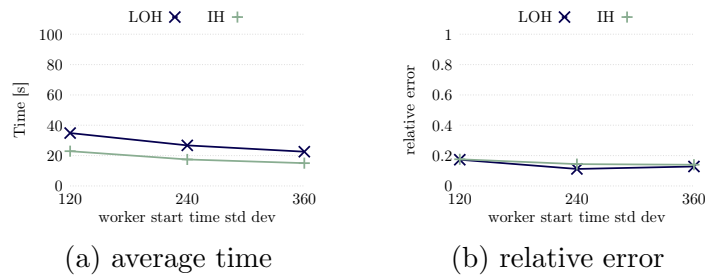 LOH IH
100
80
60
40
20
0
Time [s]
120 240 360
worker start time std dev
(a) average time
LOH IH
1
0.8
0.6
0.4
0.2
0
relative error
120 240 360
worker start time std dev
(b) relative error